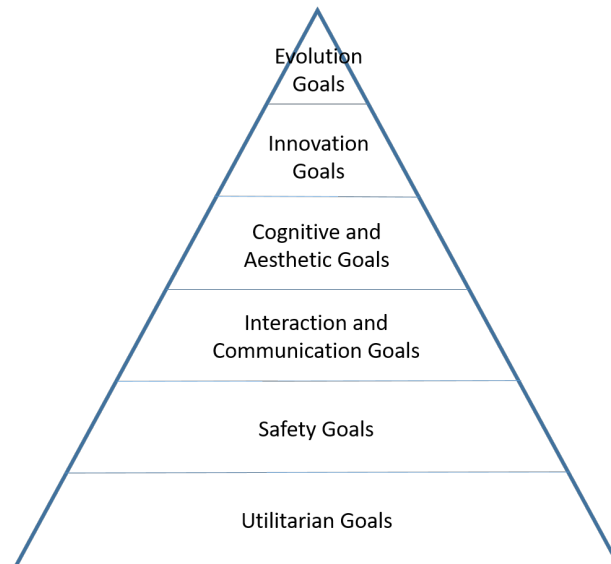 Evolution
Goals
Innovation
Goals
Cognitive and
Aesthetic Goals
Interaction and
Communication Goals
Safety Goals
Utilitarian Goals